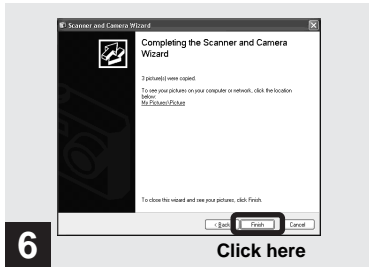 Scanner and Camera Wizard
Completing the Scanner and Camera
Wizard
3 picture(s) were copied.
To see your pictures on your computer or network, click the location
below:
My Pictures\Picture
To close this wizard and see your pictures, click Finish.
< Back Finish Cancel
6
Click here